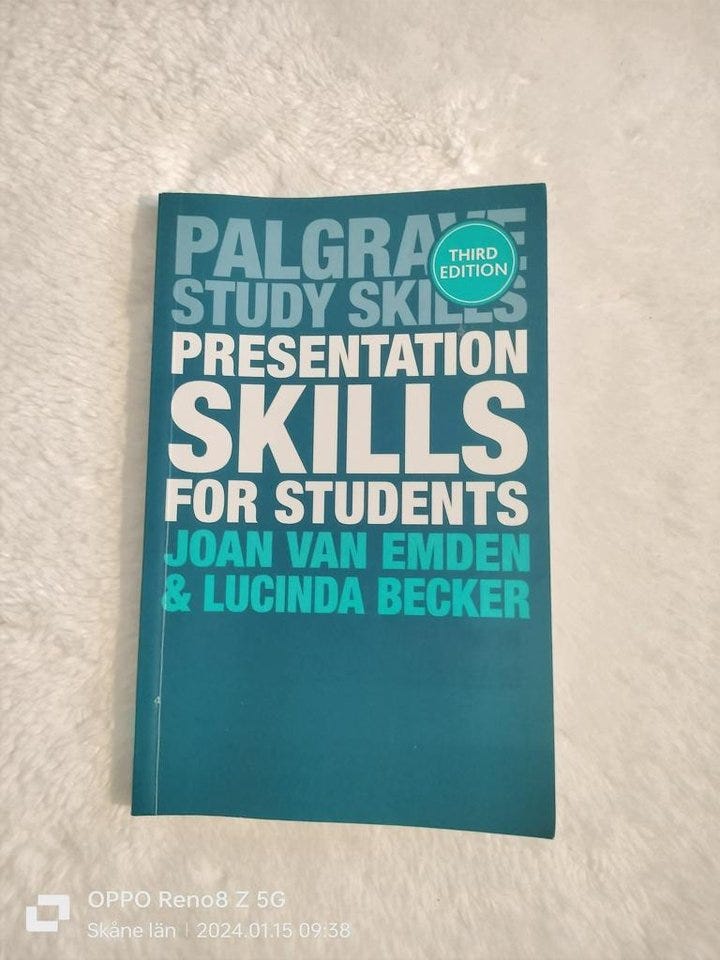 PALGRAVE
STUDY SKILLS
THIRD
EDITION
PRESENTATION
SKILLS
FOR STUDENTS
JOAN VAN EMDEN
& LUCINDA BECKER
OPPO Reno8 Z 5G
Skåne län | 2024.01.15 09:38